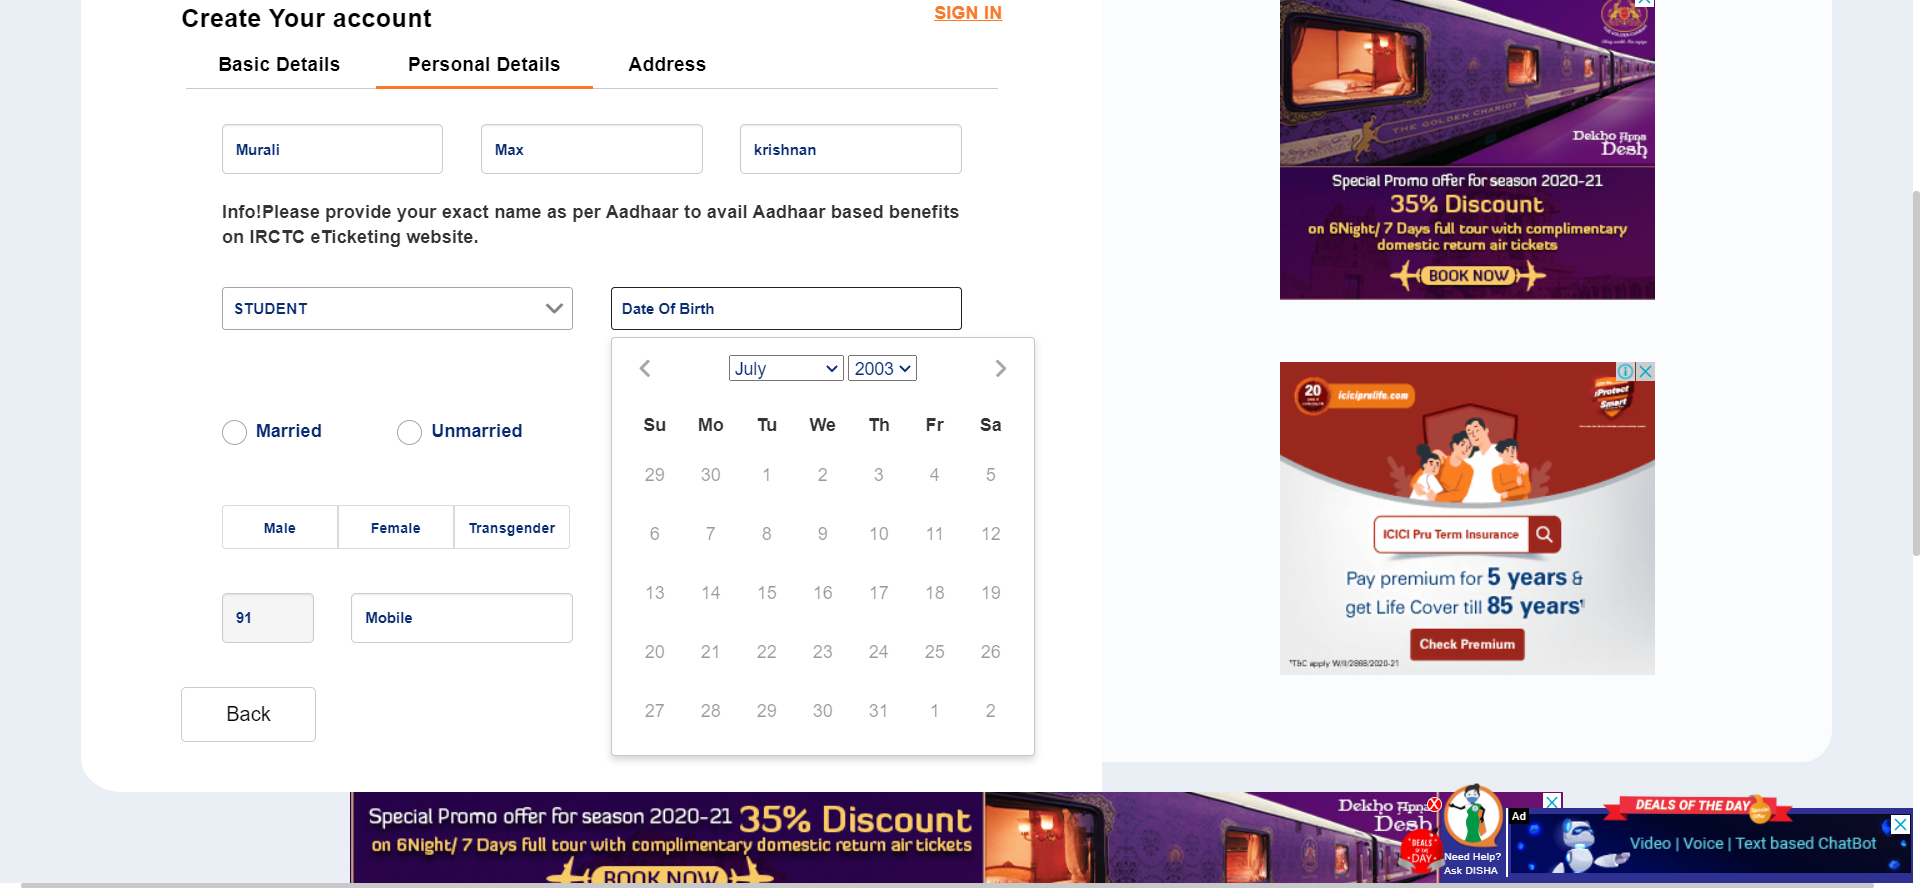 Create Your account
SIGN IN
Basic Details
Personal Details
Address
Murali
Max
krishnan
Info!Please provide your exact name as per Aadhaar to avail Aadhaar based benefits
on IRCTC eTicketing website.
STUDENT
Date Of Birth
July
2003
Su Mo Tu We Th Fr Sa
29 30 1 2 3 4 5
6 7 8 9 10 11 12
13 14 15 16 17 18 19
20 21 22 23 24 25 26
27 28 29 30 31 1 2
Married
Unmarried
Male
Female
Transgender
91
Mobile
Back
THE GOLDEN CHARIOT
Dekho Apna
Desh
Special Promo offer for season 2020-21
35% Discount
on 6Night/ 7 Days full tour with complimentary
domestic return air tickets
BOOK NOW
20
iciciprulife.com
iProtect
Smart
ICICI Pru Term Insurance
Pay premium for 5 years &
get Life Cover till 85 years¶
Check Premium
¶T&C apply W/II/2868/2020-21
Special Promo offer for season 2020-21 35% Discount
on 6Night/ 7 Days full tour with complimentary domestic return air tickets
BOOK NOW
Dekho Apna
Desh
X
DEALS
OF THE
DAY
Need Help?
Ask DISHA
Ad
DEALS OF THE DAY
Special
Offer
Video | Voice | Text based ChatBot